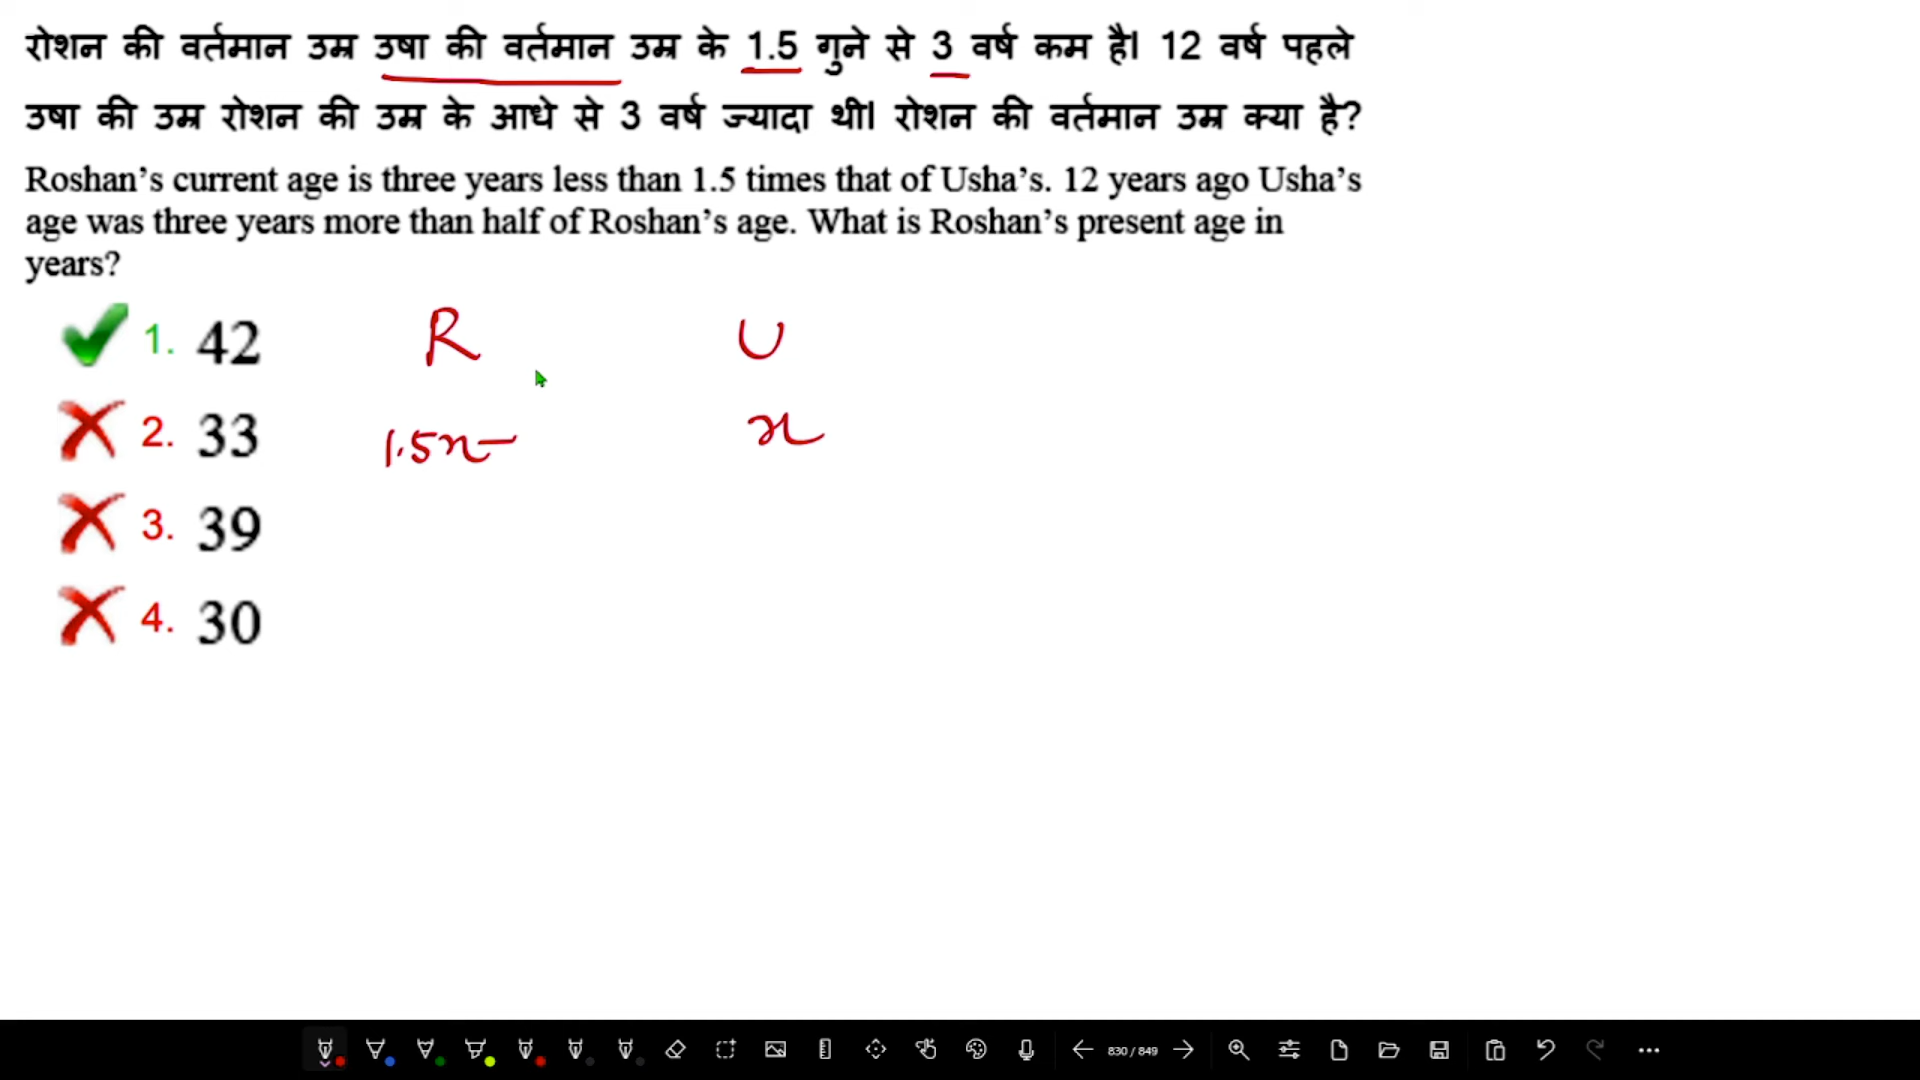 रोशन की वर्तमान उम्र उषा की वर्तमान उम्र के 1.5 गुने से 3 वर्ष कम है। 12 वर्ष पहले
उषा की उम्र रोशन की उम्र के आधे से 3 वर्ष ज्यादा थी। रोशन की वर्तमान उम्र क्या है?
Roshan’s current age is three years less than 1.5 times that of Usha’s. 12 years ago Usha’s
age was three years more than half of Roshan’s age. What is Roshan’s present age in
years?
1. 42
R U
2. 33
1.5x- x
3. 39
4. 30
830 / 849